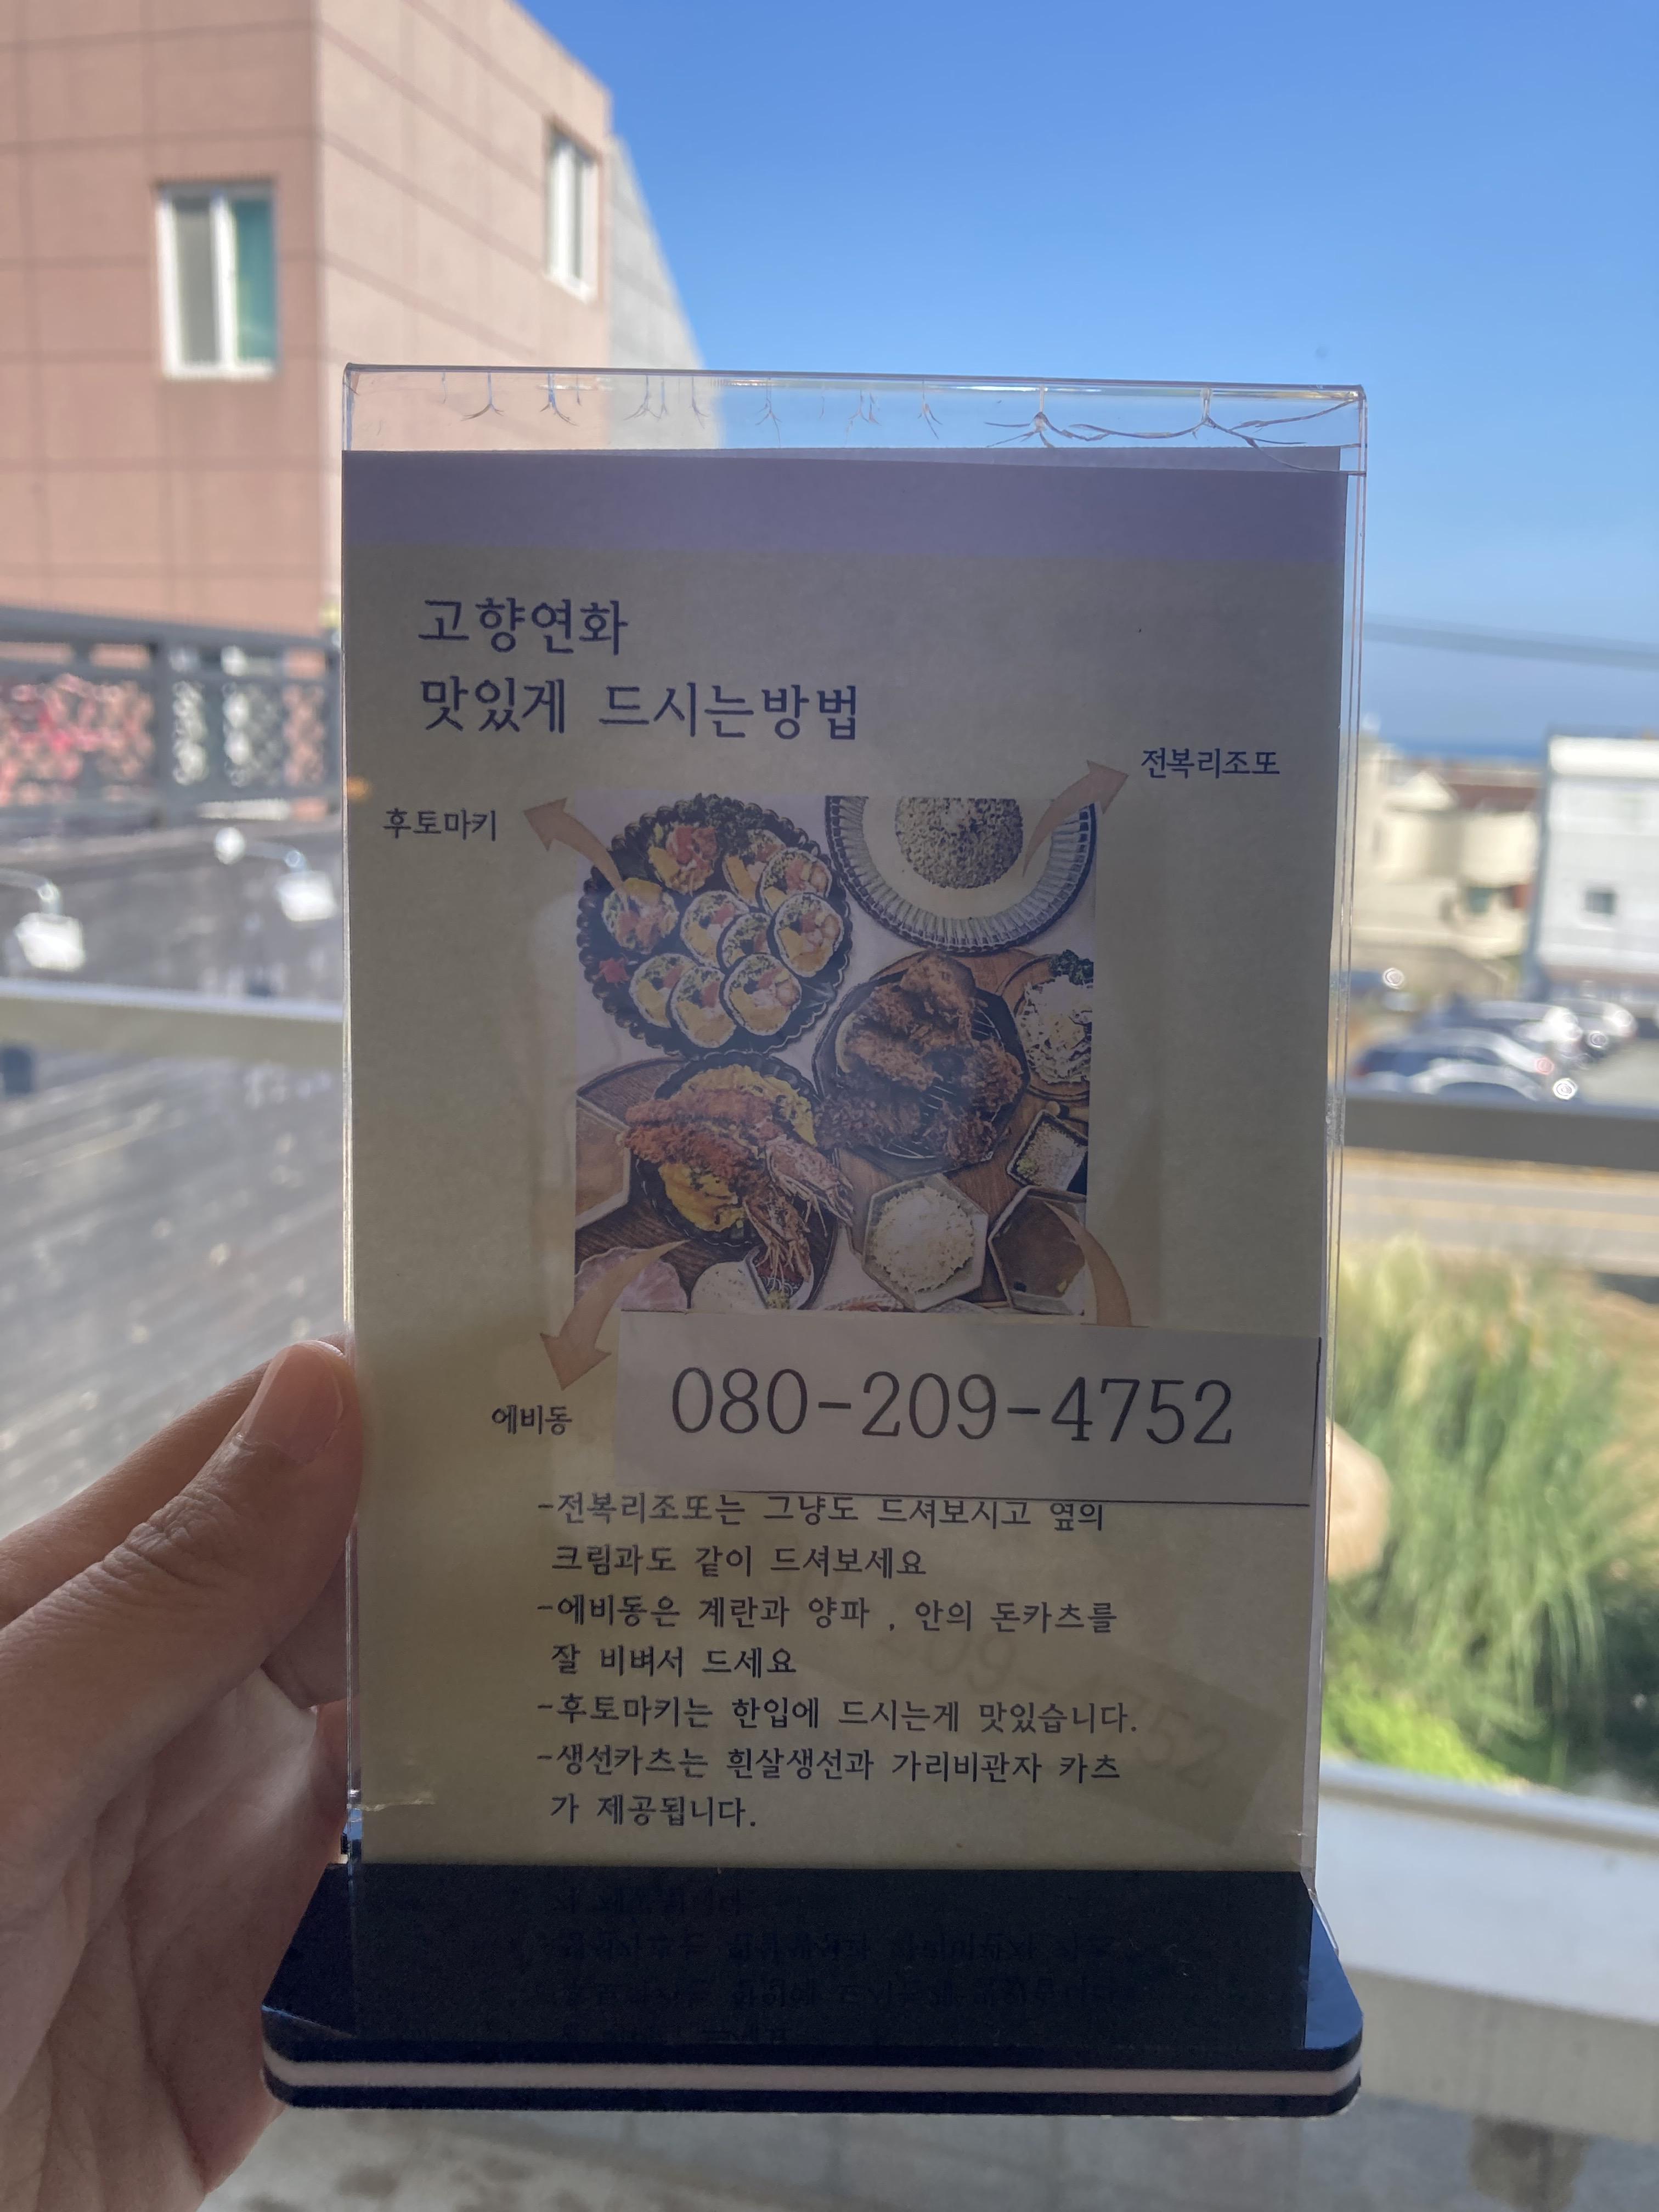 고향연화
맛있게 드시는방법
전복리조또
후토마키
에비동
080-209-4752
-전복리조또는 그냥도 드셔보시고 옆의
크림과도 같이 드셔보세요
-에비동은 계란과 양파 , 안의 돈카츠를
잘 비벼서 드세요
-후토마키는 한입에 드시는게 맛있습니다.
-생선카츠는 흰살생선과 가리비관자 카츠
가 제공됩니다.